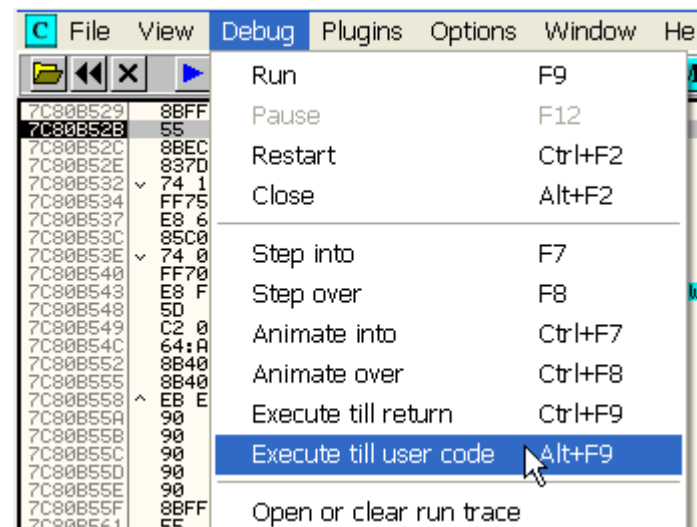 C File View Debug Plugins Options Window He
Run F9
Pause F12
Restart Ctrl+F2
Close Alt+F2
Step into F7
Step over F8
Animate into Ctrl+F7
Animate over Ctrl+F8
Execute till return Ctrl+F9
Execute till user code Alt+F9
Open or clear run trace
7C80B529 8BFF
7C80B52B 55
7C80B52C 8BEC
7C80B52E 837D
7C80B532 74 1
7C80B534 FF75
7C80B537 E8 6
7C80B53C 85C0
7C80B53E 74 0
7C80B540 FF70
7C80B543 E8 F
7C80B548 5D
7C80B549 C2 0
7C80B54C 64:A
7C80B552 8B40
7C80B555 8B40
7C80B558 EB E
7C80B55A 90
7C80B55B 90
7C80B55C 90
7C80B55D 90
7C80B55E 90
7C80B55F 8BFF